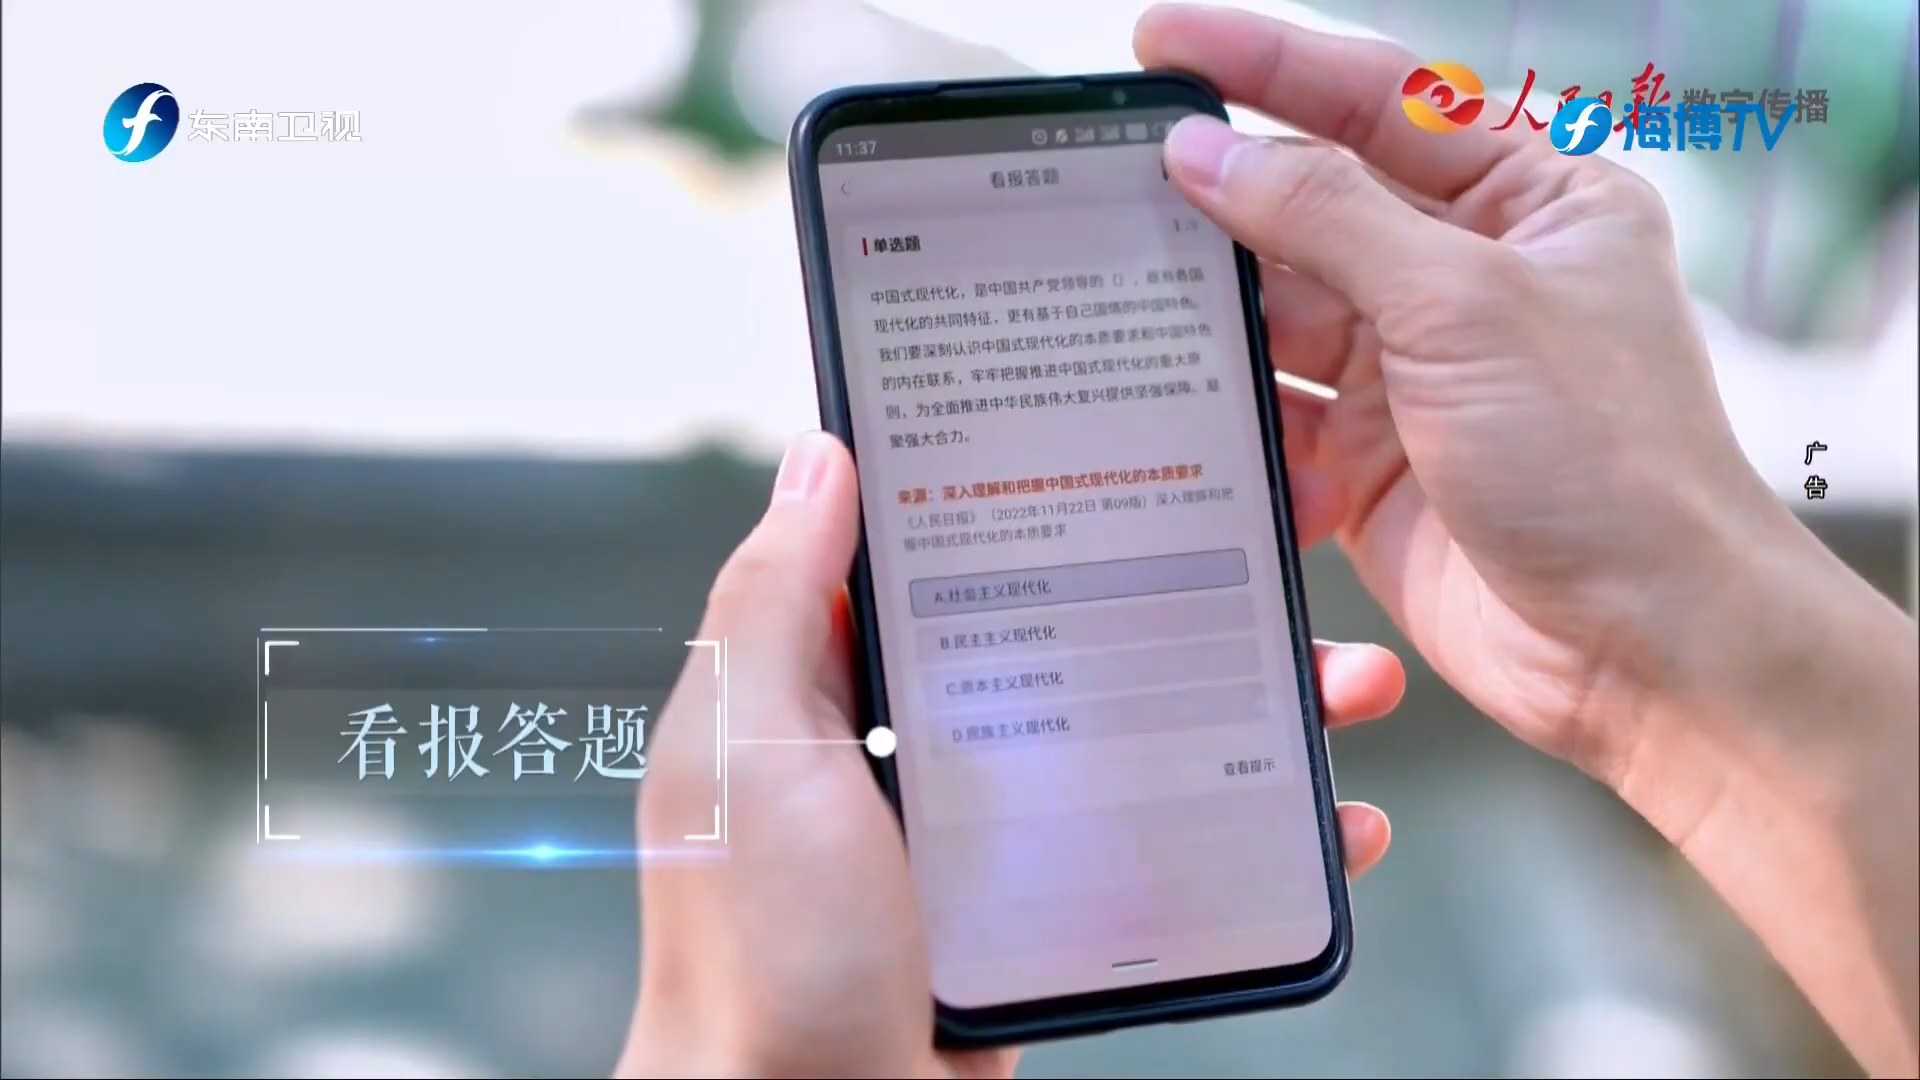 东南卫视
人民日报 数字传播
海博TV
广告
11:37
看报答题
单选题
中国式现代化，是中国共产党领导的（），既有各国
现代化的共同特征，更有基于自己国情的中国特色。
我们要深刻认识中国式现代化的本质要求和中国特色
的内在联系，牢牢把握推进中国式现代化的重大原
则，为全面推进中华民族伟大复兴提供坚强保障、凝
聚强大合力。
来源：深入理解和把握中国式现代化的本质要求
《人民日报》（2022年11月22日 第09版）深入理解和把
握中国式现代化的本质要求
A.社会主义现代化
B.民主主义现代化
C.资本主义现代化
D.民族主义现代化
查看提示
看报答题